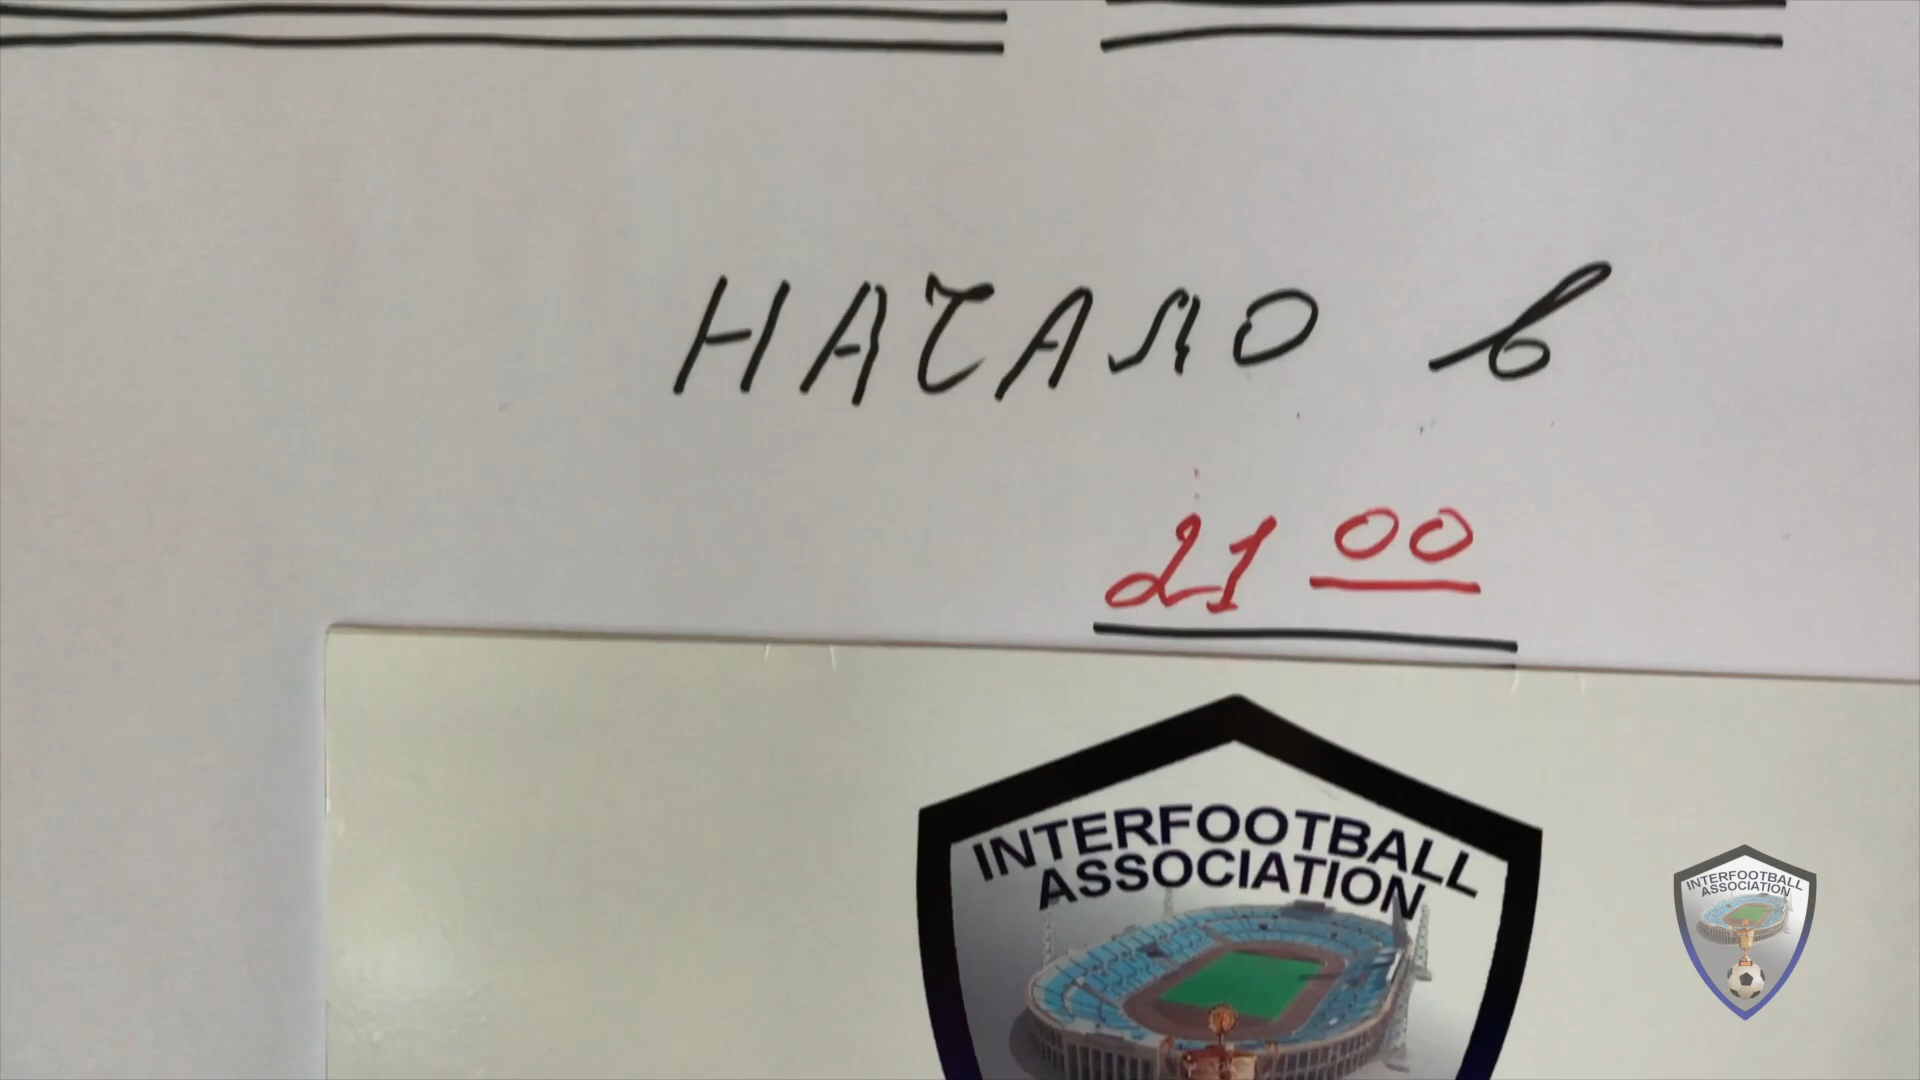 НАЧАЛО в
21 00
INTERFOOTBALL
ASSOCIATION
INTERFOOTBALL
ASSOCIATION